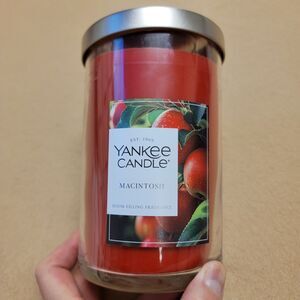 EST. 1969
YANKEE
CANDLE®
MACINTOSH
ROOM-FILLING FRAGRANCE